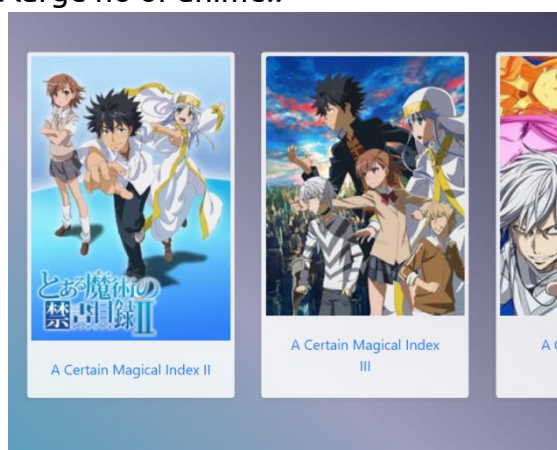 とある魔術の
禁書目録II
A Certain Magical Index II
A Certain Magical Index
III